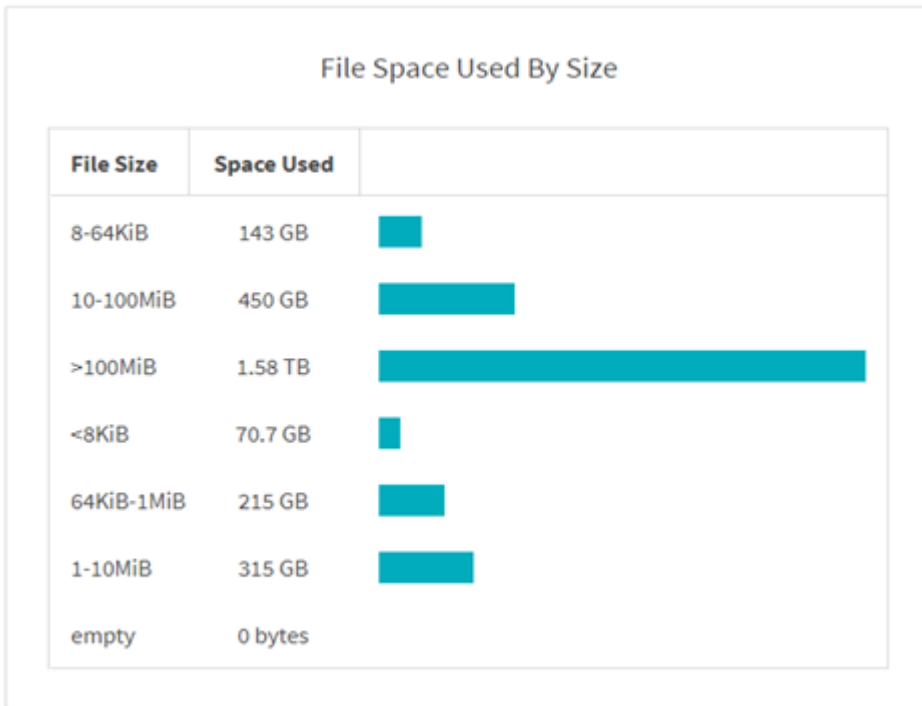 File Space Used By Size
File Size Space Used
8-64KiB 143 GB
10-100MiB 450 GB
>100MiB 1.58 TB
<8KiB 70.7 GB
64KiB-1MiB 215 GB
1-10MiB 315 GB
empty 0 bytes